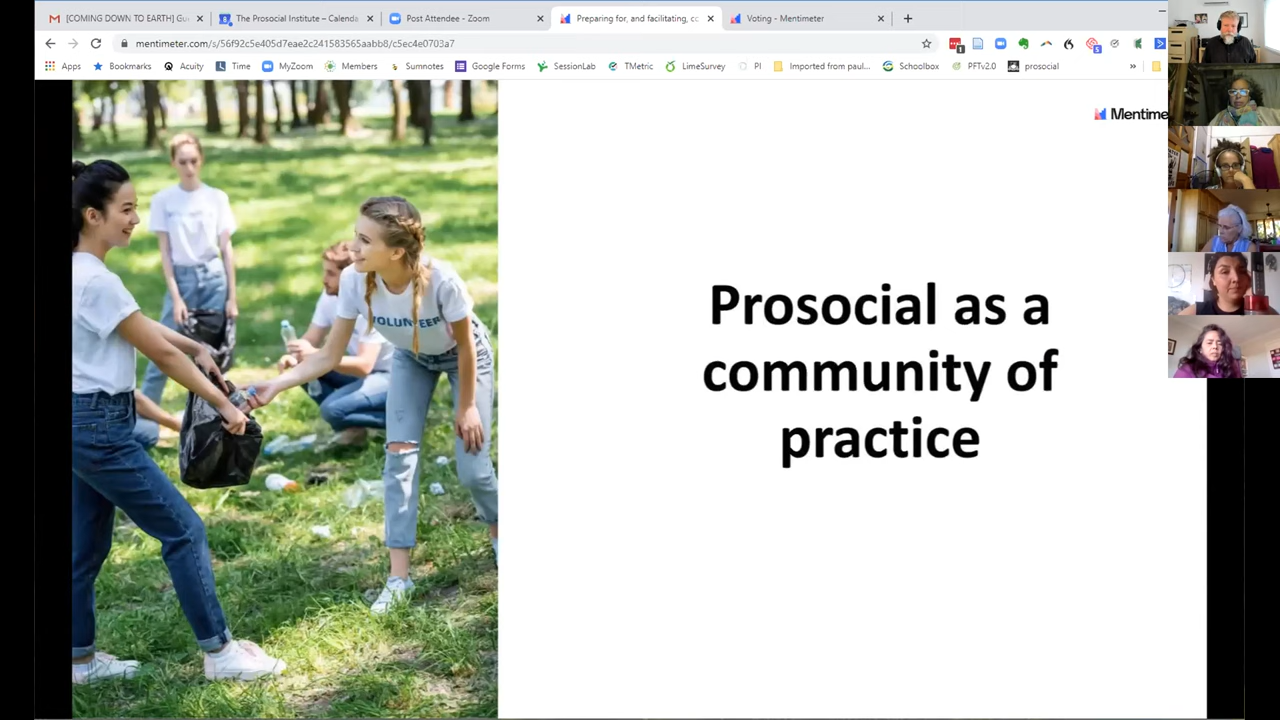 [COMING DOWN TO EARTH] Gu
The Prosocial Institute – Calenda
Post Attendee - Zoom
Preparing for, and facilitating, co
Voting - Mentimeter
mentimeter.com/s/56f92c5e405d7eae2c241583565aabb8/c5ec4e0703a7
Apps
Bookmarks
Acuity
Time
MyZoom
Members
Sumnotes
Google Forms
SessionLab
TMetric
LimeSurvey
PI
Imported from paul...
Schoolbox
PFTv2.0
prosocial
Mentime
VOLUNTEER
Prosocial as a
community of
practice